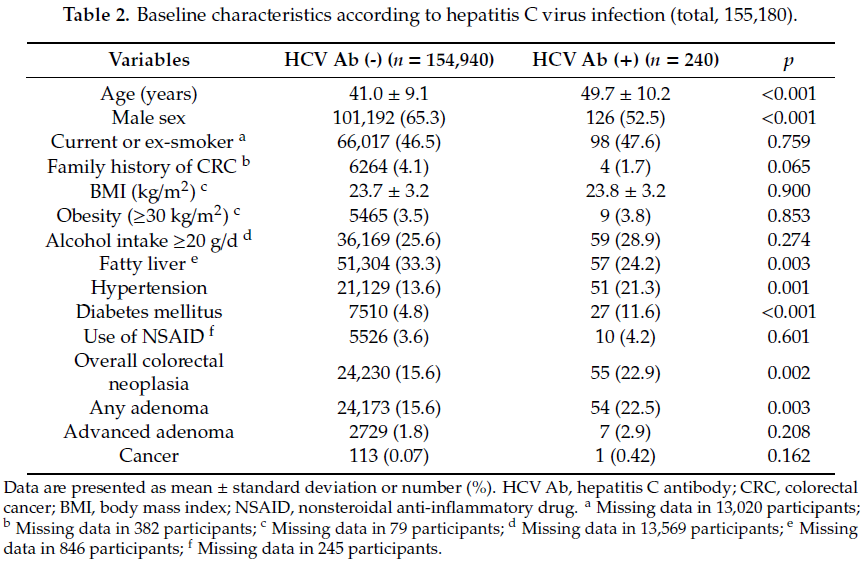 Table 2. Baseline characteristics according to hepatitis C virus infection (total, 155,180).
Variables HCV Ab (-) (n = 154,940) HCV Ab (+) (n = 240) p
Age (years) 41.0 ± 9.1 49.7 ± 10.2 <0.001
Male sex 101,192 (65.3) 126 (52.5) <0.001
Current or ex-smoker a 66,017 (46.5) 98 (47.6) 0.759
Family history of CRC b 6264 (4.1) 4 (1.7) 0.065
BMI (kg/m2) c 23.7 ± 3.2 23.8 ± 3.2 0.900
Obesity (≥30 kg/m2) c 5465 (3.5) 9 (3.8) 0.853
Alcohol intake ≥20 g/d d 36,169 (25.6) 59 (28.9) 0.274
Fatty liver e 51,304 (33.3) 57 (24.2) 0.003
Hypertension 21,129 (13.6) 51 (21.3) 0.001
Diabetes mellitus 7510 (4.8) 27 (11.6) <0.001
Use of NSAID f 5526 (3.6) 10 (4.2) 0.601
Overall colorectal
neoplasia 24,230 (15.6) 55 (22.9) 0.002
Any adenoma 24,173 (15.6) 54 (22.5) 0.003
Advanced adenoma 2729 (1.8) 7 (2.9) 0.208
Cancer 113 (0.07) 1 (0.42) 0.162
Data are presented as mean ± standard deviation or number (%). HCV Ab, hepatitis C antibody; CRC, colorectal
cancer; BMI, body mass index; NSAID, nonsteroidal anti-inflammatory drug. a Missing data in 13,020 participants;
b Missing data in 382 participants; c Missing data in 79 participants; d Missing data in 13,569 participants; e Missing
data in 846 participants; f Missing data in 245 participants.